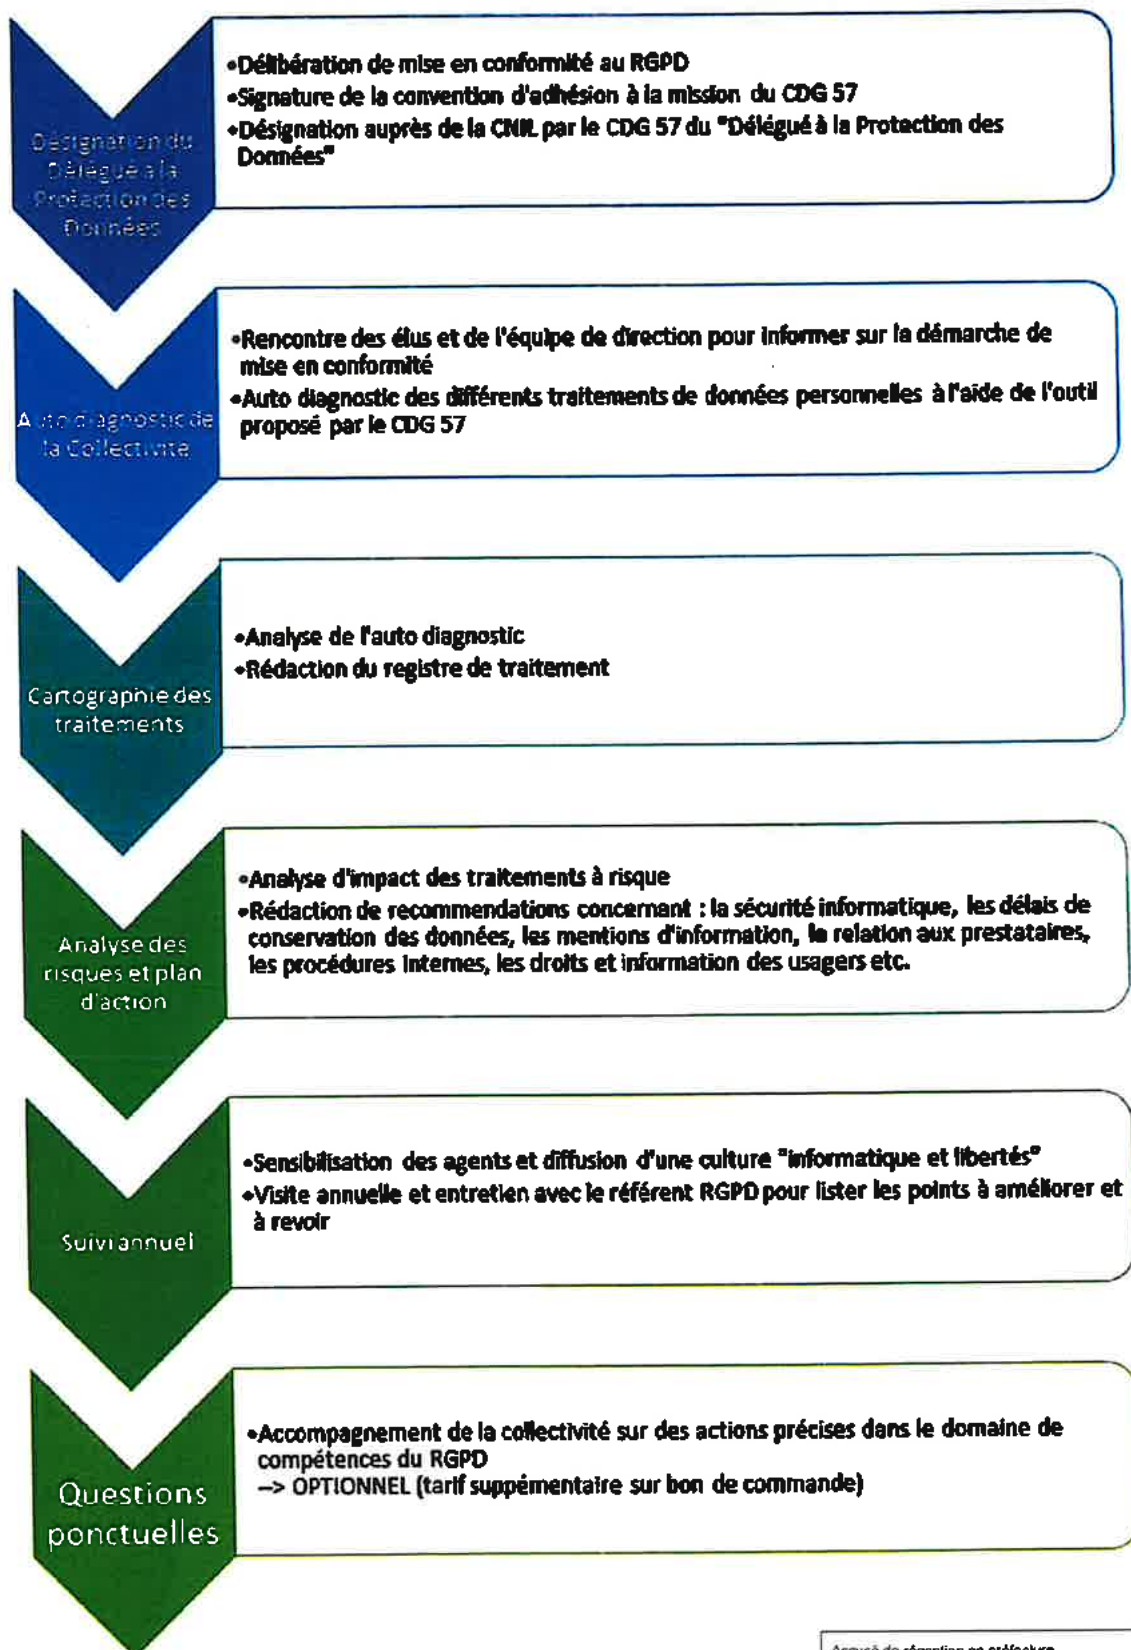 Désignation du
Délégué à la
Protection des
Données
•Délibération de mise en conformité au RGPD
•Signature de la convention d'adhésion à la mission du CDG 57
•Désignation auprès de la CNIL par le CDG 57 du "Délégué à la Protection des
Données"
Auto diagnostic de
la Collectivité
•Rencontre des élus et de l'équipe de direction pour informer sur la démarche de
mise en conformité
•Auto diagnostic des différents traitements de données personnelles à l'aide de l'outil
proposé par le CDG 57
Cartographie des
traitements
•Analyse de l'auto diagnostic
•Rédaction du registre de traitement
Analyse des
risques et plan
d'action
•Analyse d'impact des traitements à risque
•Rédaction de recommendations concernant : la sécurité informatique, les délais de
conservation des données, les mentions d'information, la relation aux prestataires,
les procédures internes, les droits et information des usagers etc.
Suivi annuel
•Sensibilisation des agents et diffusion d'une culture "informatique et libertés"
•Visite annuelle et entretien avec le référent RGPD pour lister les points à améliorer et
à revoir
Questions
ponctuelles
•Accompagnement de la collectivité sur des actions précises dans le domaine de
compétences du RGPD
--> OPTIONNEL (tarif suppémentaire sur bon de commande)
Accusé de réception en préfecture